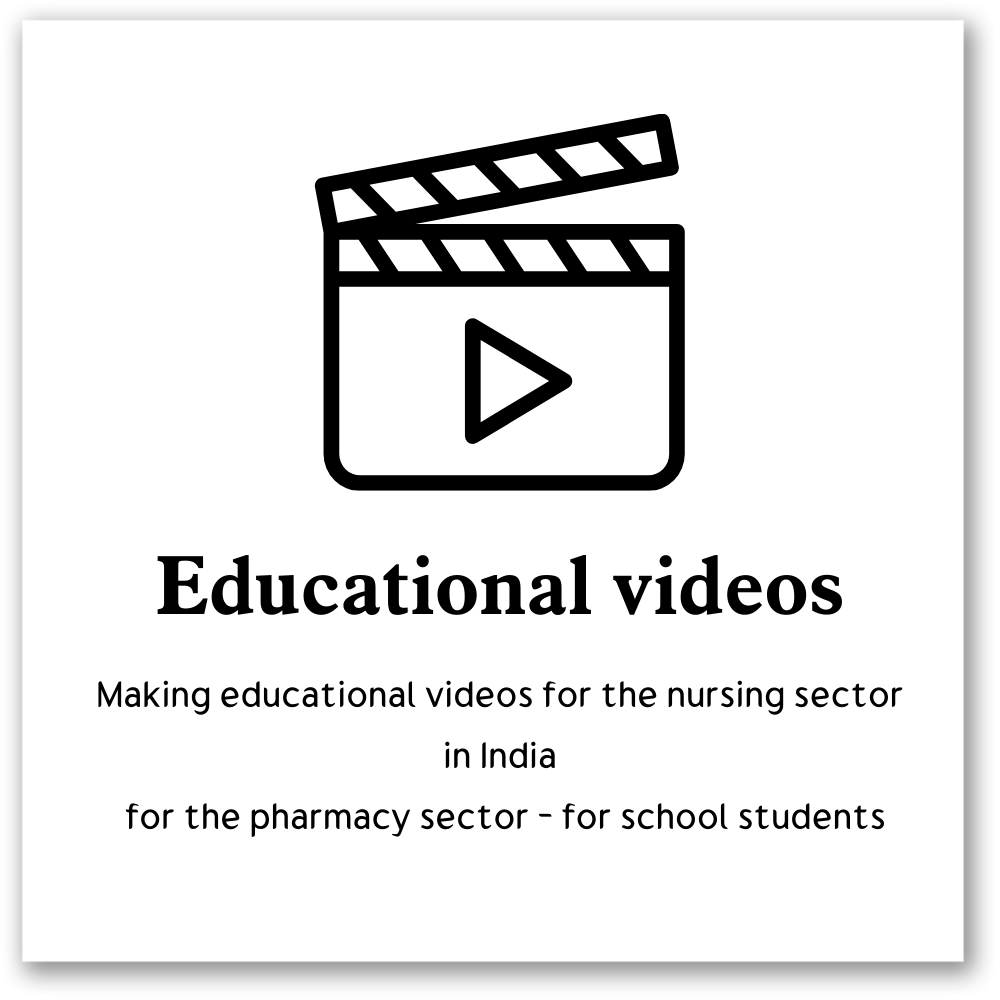 Educational videos
Making educational videos for the nursing sector
in India
for the pharmacy sector - for school students